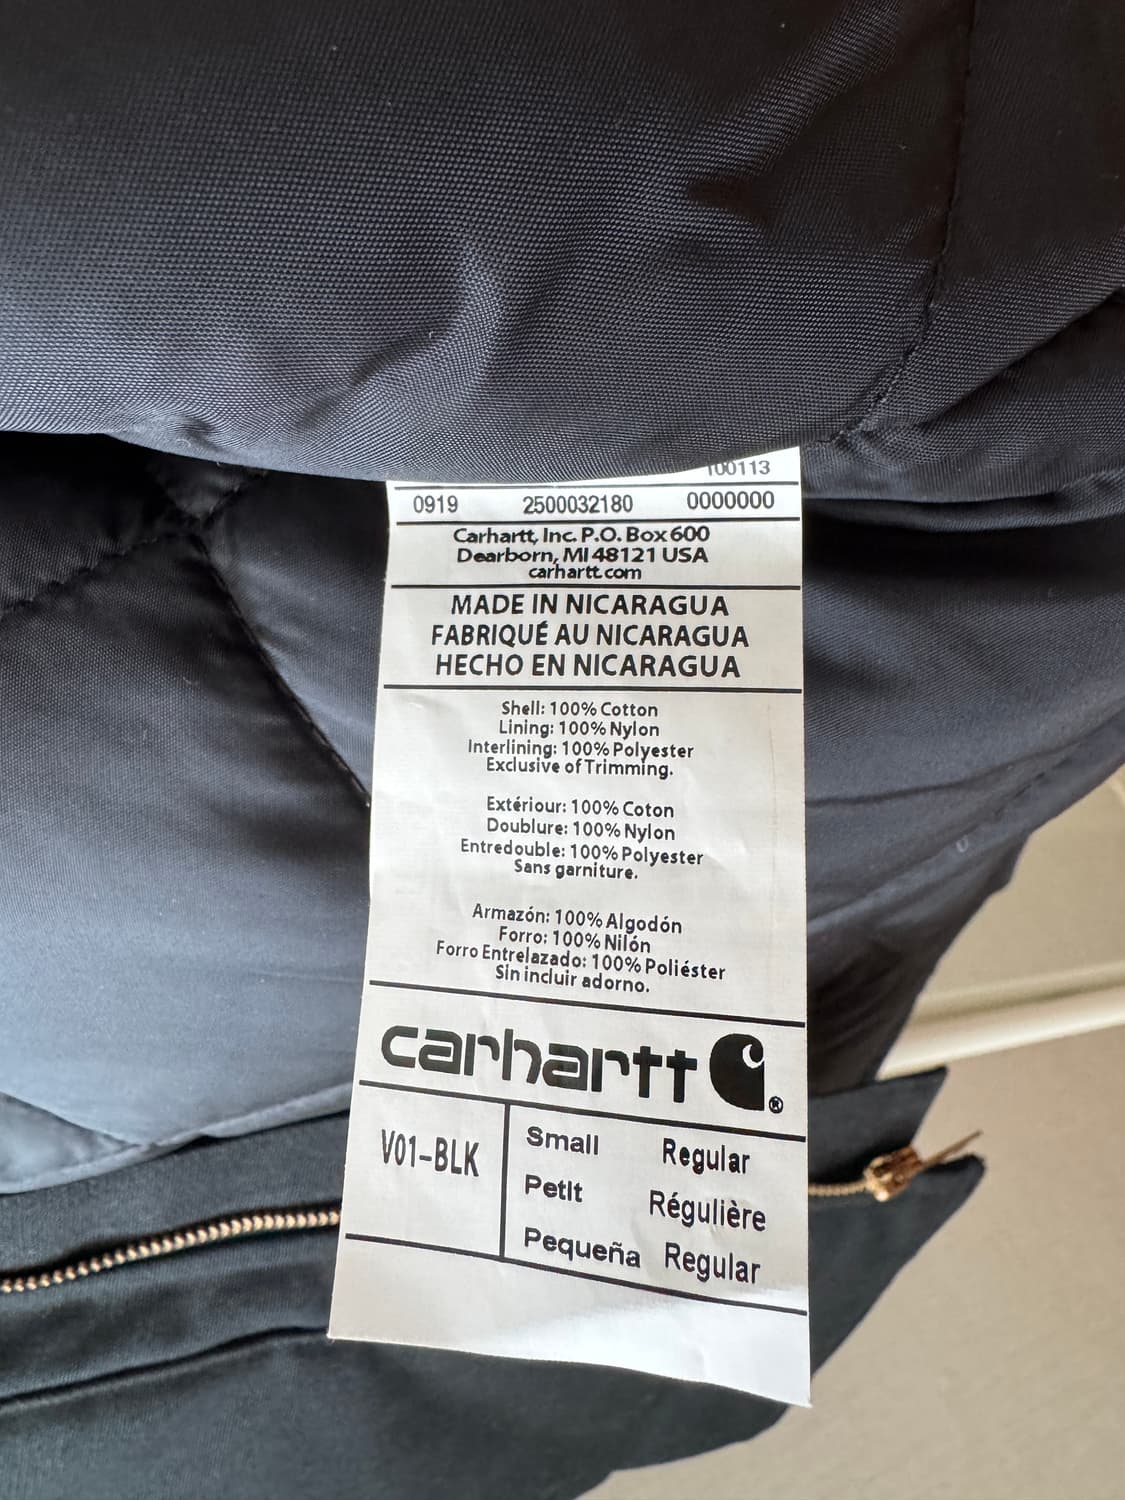 100113
0919 2500032180 0000000
Carhartt, Inc. P.O. Box 600
Dearborn, MI 48121 USA
carhartt.com
MADE IN NICARAGUA
FABRIQUÉ AU NICARAGUA
HECHO EN NICARAGUA
Shell: 100% Cotton
Lining: 100% Nylon
Interlining: 100% Polyester
Exclusive of Trimming.
Extériour: 100% Coton
Doublure: 100% Nylon
Entredouble: 100% Polyester
Sans garniture.
Armazón: 100% Algodón
Forro: 100% Nilón
Forro Entrelazado: 100% Poliéster
Sin incluir adorno.
carhartt ®
V01-BLK
Small Regular
Petit Régulière
Pequeña Regular